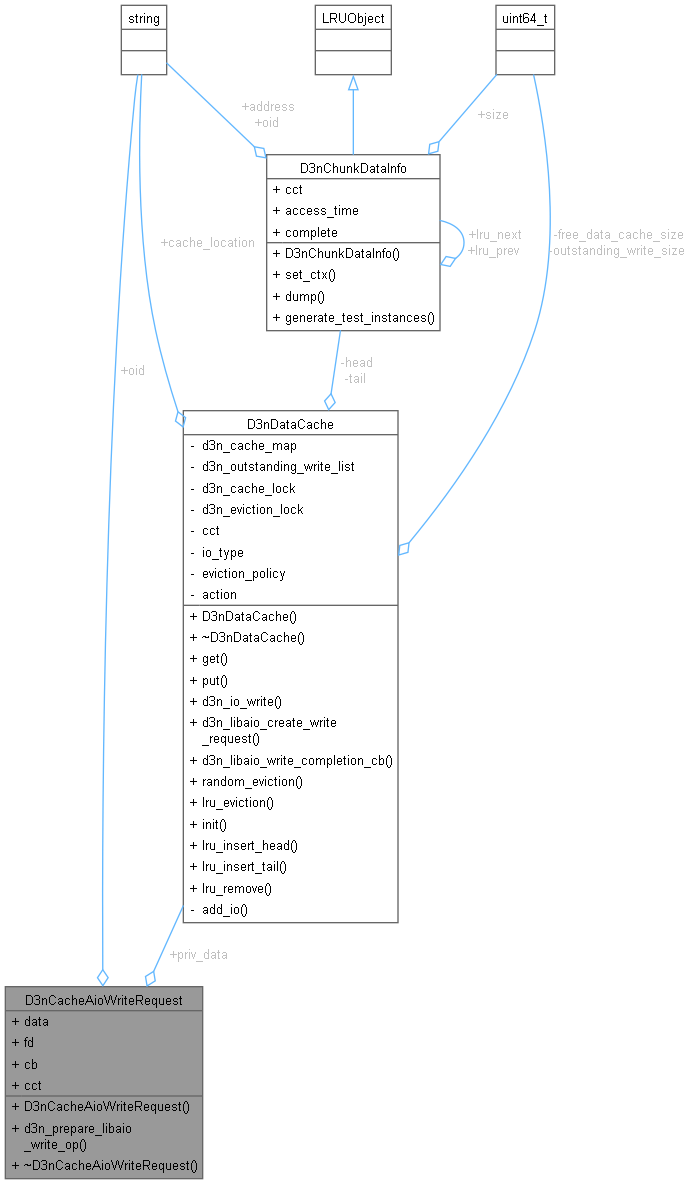 string
LRUObject
uint64_t
+address
+oid
+size
D3nChunkDataInfo
+ cct
+ access_time
+ complete
+ D3nChunkDataInfo()
+ set_ctx()
+ dump()
+ generate_test_instances()
+lru_next
+lru_prev
-free_data_cache_size
-outstanding_write_size
+cache_location
+oid
-head
-tail
D3nDataCache
- d3n_cache_map
- d3n_outstanding_write_list
- d3n_cache_lock
- d3n_eviction_lock
- cct
- io_type
- eviction_policy
- action
+ D3nDataCache()
+ ~D3nDataCache()
+ get()
+ put()
+ d3n_io_write()
+ d3n_libaio_create_write
_request()
+ d3n_libaio_write_completion_cb()
+ random_eviction()
+ lru_eviction()
+ init()
+ lru_insert_head()
+ lru_insert_tail()
+ lru_remove()
- add_io()
+priv_data
D3nCacheAioWriteRequest
+ data
+ fd
+ cb
+ cct
+ D3nCacheAioWriteRequest()
+ d3n_prepare_libaio
_write_op()
+ ~D3nCacheAioWriteRequest()